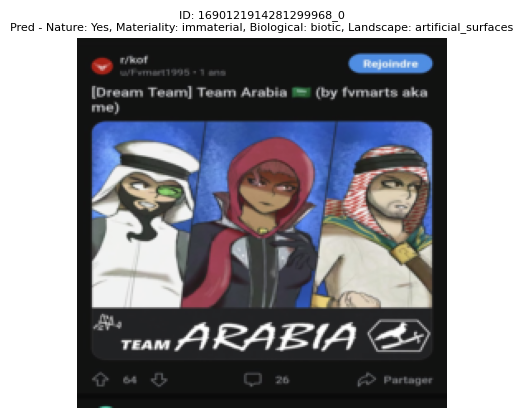 ID: 1690121914281299968_0
Pred - Nature: Yes, Materiality: immaterial, Biological: biotic, Landscape: artificial_surfaces
r/kof
u/Fvmart1995 • 1 ans
Rejoindre
[Dream Team] Team Arabia 🇸🇦 (by fvmarts aka
me)
TEAM ARABIA
64
26
Partager